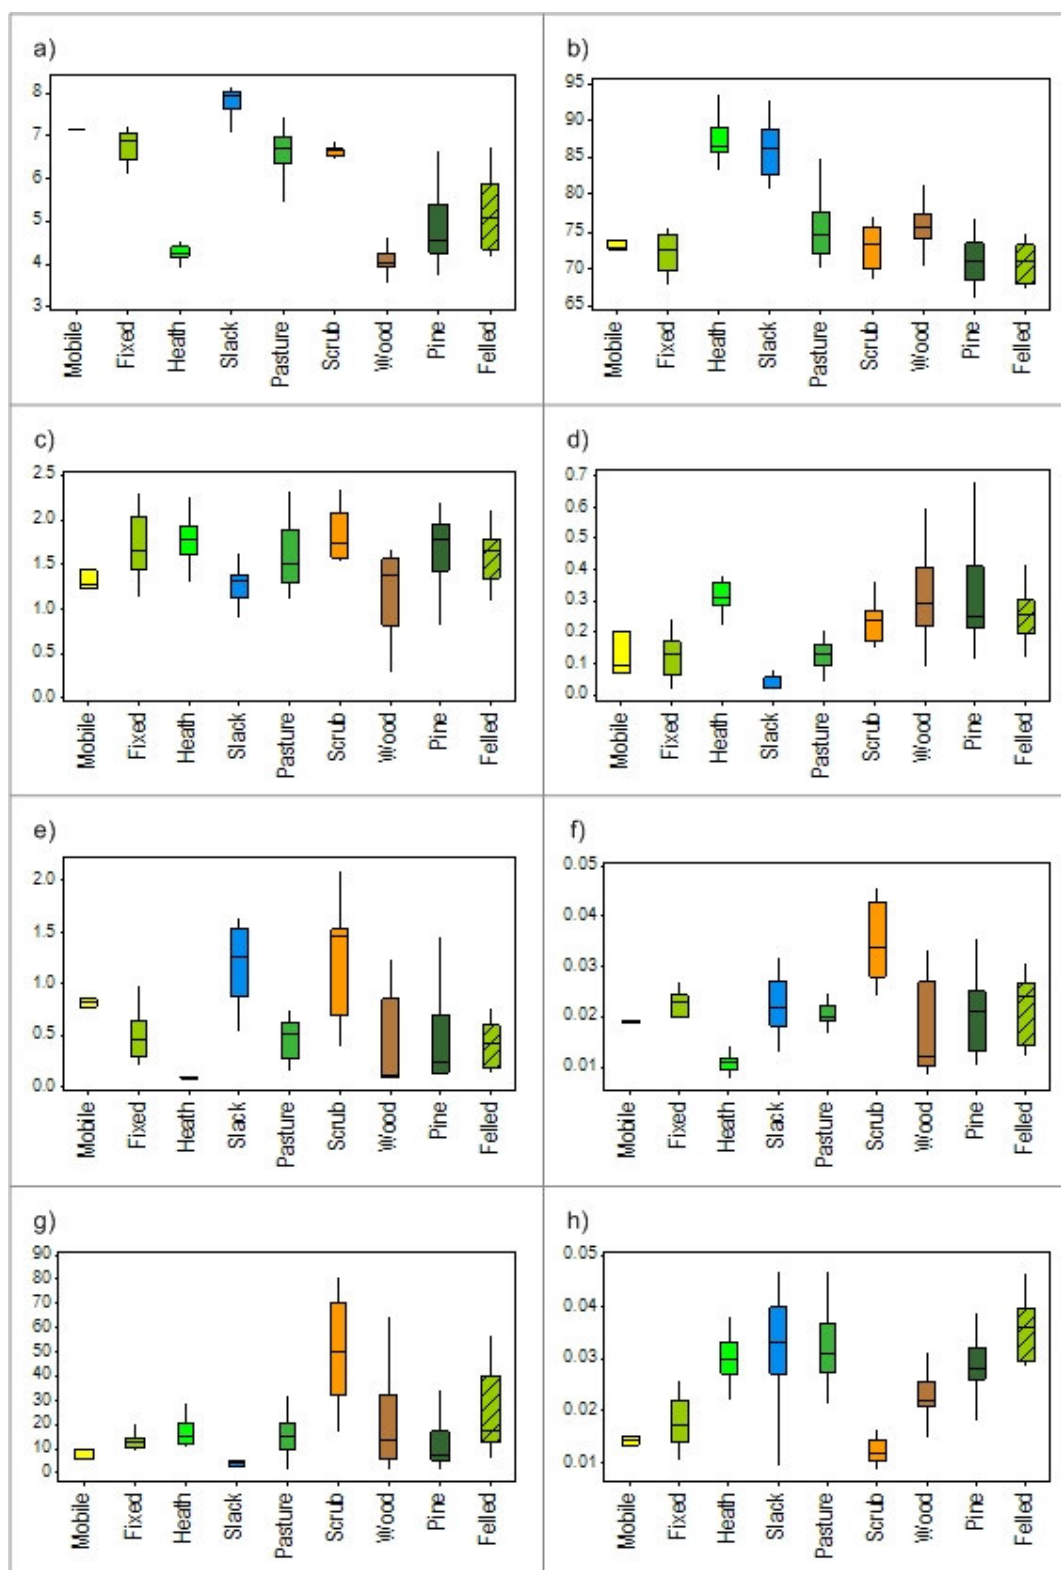 a)
8
7
6
5
4
3
Mobile
Fixed
Heath
Slack
Pasture
Scrub
Wood
Pine
Felled
b)
95
90
85
80
75
70
65
Mobile
Fixed
Heath
Slack
Pasture
Scrub
Wood
Pine
Felled
c)
2.5
2.0
1.5
1.0
0.5
0.0
Mobile
Fixed
Heath
Slack
Pasture
Scrub
Wood
Pine
Felled
d)
0.7
0.6
0.5
0.4
0.3
0.2
0.1
0.0
Mobile
Fixed
Heath
Slack
Pasture
Scrub
Wood
Pine
Felled
e)
2.0
1.5
1.0
0.5
0.0
Mobile
Fixed
Heath
Slack
Pasture
Scrub
Wood
Pine
Felled
f)
0.05
0.04
0.03
0.02
0.01
Mobile
Fixed
Heath
Slack
Pasture
Scrub
Wood
Pine
Felled
g)
90
80
70
60
50
40
30
20
10
0
Mobile
Fixed
Heath
Slack
Pasture
Scrub
Wood
Pine
Felled
h)
0.05
0.04
0.03
0.02
0.01
Mobile
Fixed
Heath
Slack
Pasture
Scrub
Wood
Pine
Felled